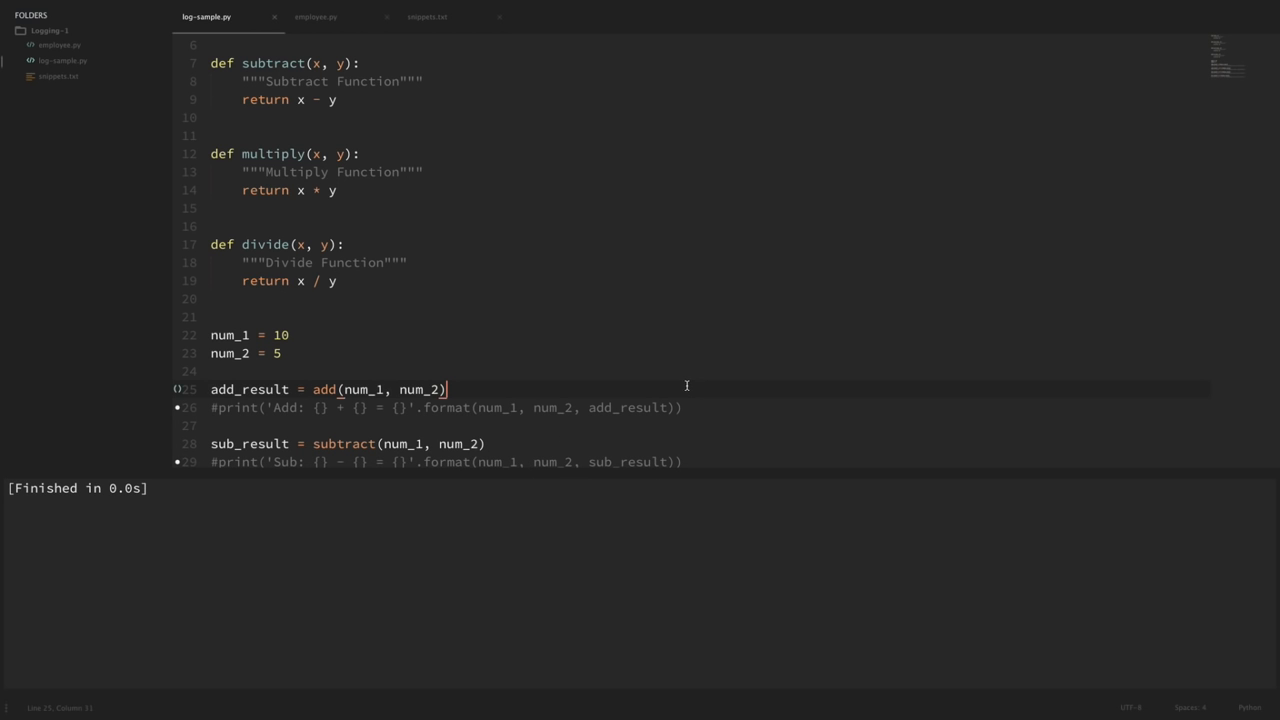 FOLDERS
Logging-1
employee.py
log-sample.py
snippets.txt
log-sample.py × employee.py × snippets.txt ×
6
7 def subtract(x, y):
8 """Subtract Function"""
9 return x - y
10
11
12 def multiply(x, y):
13 """Multiply Function"""
14 return x * y
15
16
17 def divide(x, y):
18 """Divide Function"""
19 return x / y
20
21
22 num_1 = 10
23 num_2 = 5
24
25 add_result = add(num_1, num_2)
26 #print('Add: {} + {} = {}'.format(num_1, num_2, add_result))
27
28 sub_result = subtract(num_1, num_2)
29 #print('Sub: {} - {} = {}'.format(num_1, num_2, sub_result))
[Finished in 0.0s]
Line 25, Column 31 UTF-8 Spaces: 4 Python